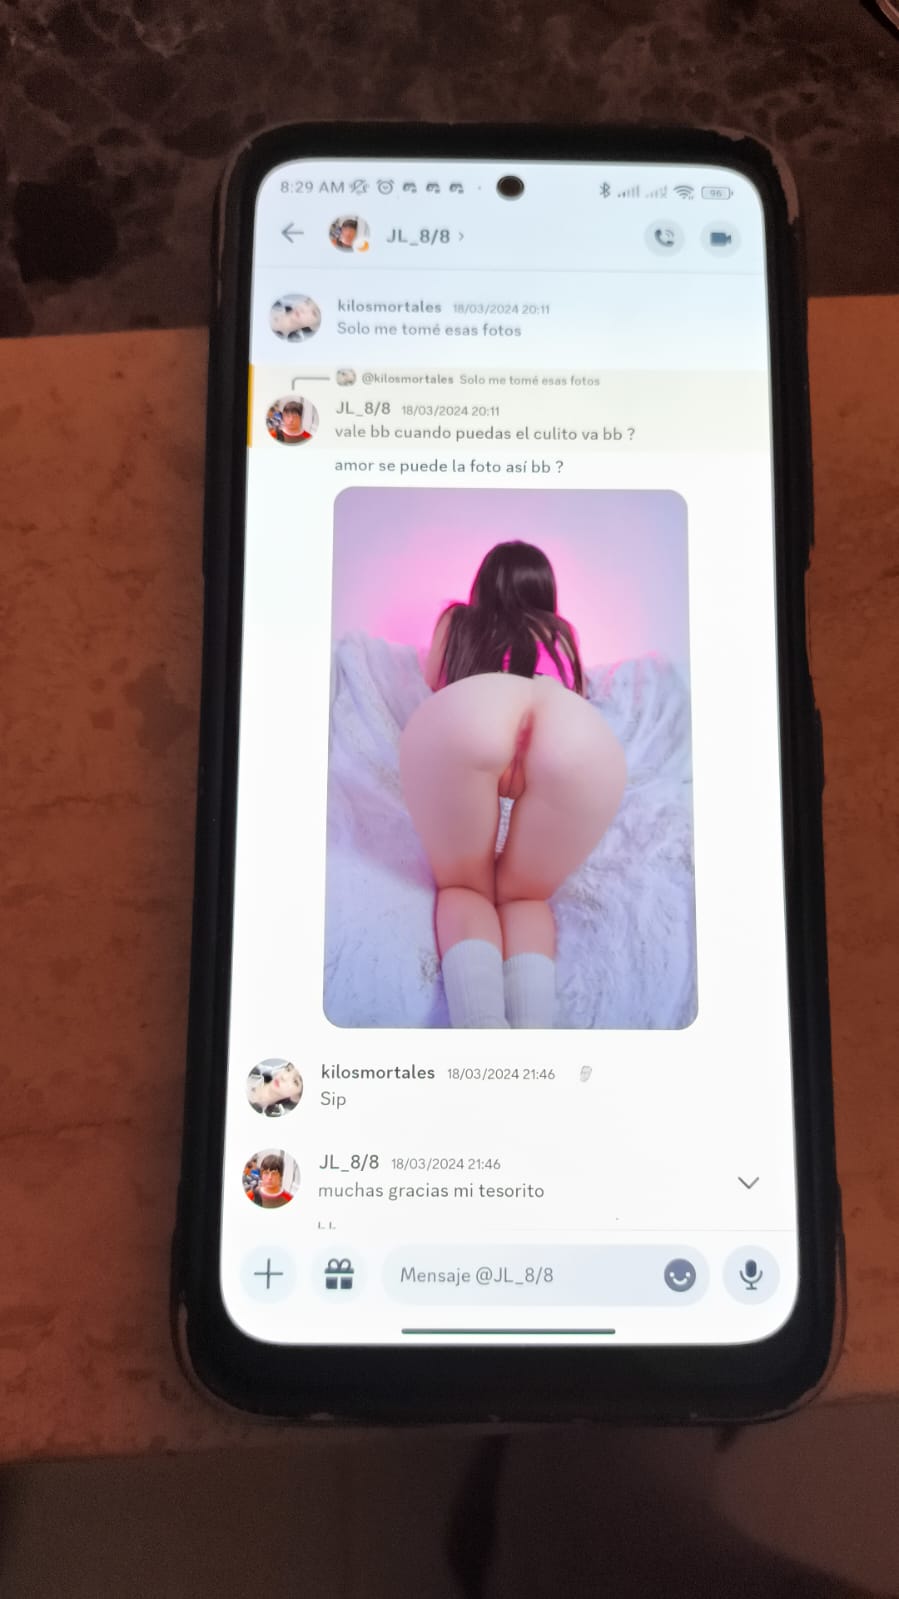 8:29 AM
96
JL_8/8 >
kilosmortales 18/03/2024 20:11
Solo me tomé esas fotos
@kilosmortales Solo me tomé esas fotos
JL_8/8 18/03/2024 20:11
vale bb cuando puedas el culito va bb ?
amor se puede la foto así bb ?
kilosmortales 18/03/2024 21:46
Sip
JL_8/8 18/03/2024 21:46
muchas gracias mi tesorito
Mensaje @JL_8/8